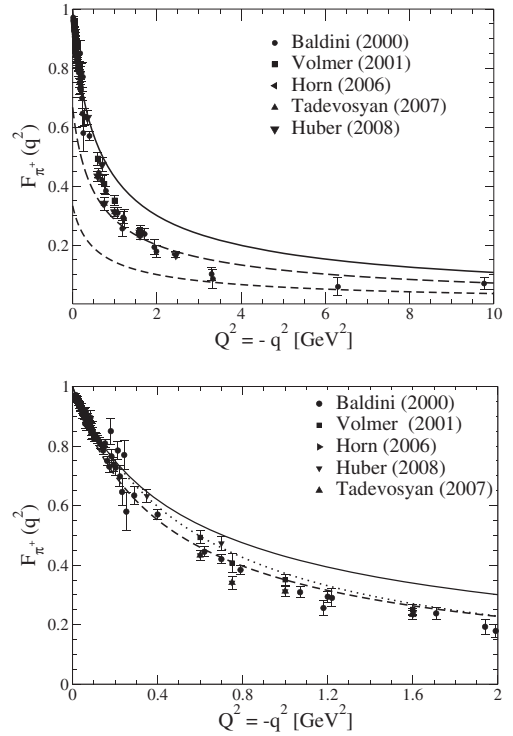 1
0.8
0.6
0.4
0.2
0
2
4
6
8
10
F_π+ (q²)
Q² = - q² [GeV²]
Baldini (2000)
Volmer (2001)
Horn (2006)
Tadevosyan (2007)
Huber (2008)
1
0.8
0.6
0.4
0.2
0
0
0.4
0.8
1.2
1.6
2
F_π+ (q²)
Q² = -q² [GeV²]
Baldini (2000)
Volmer (2001)
Horn (2006)
Huber (2008)
Tadevosyan (2007)